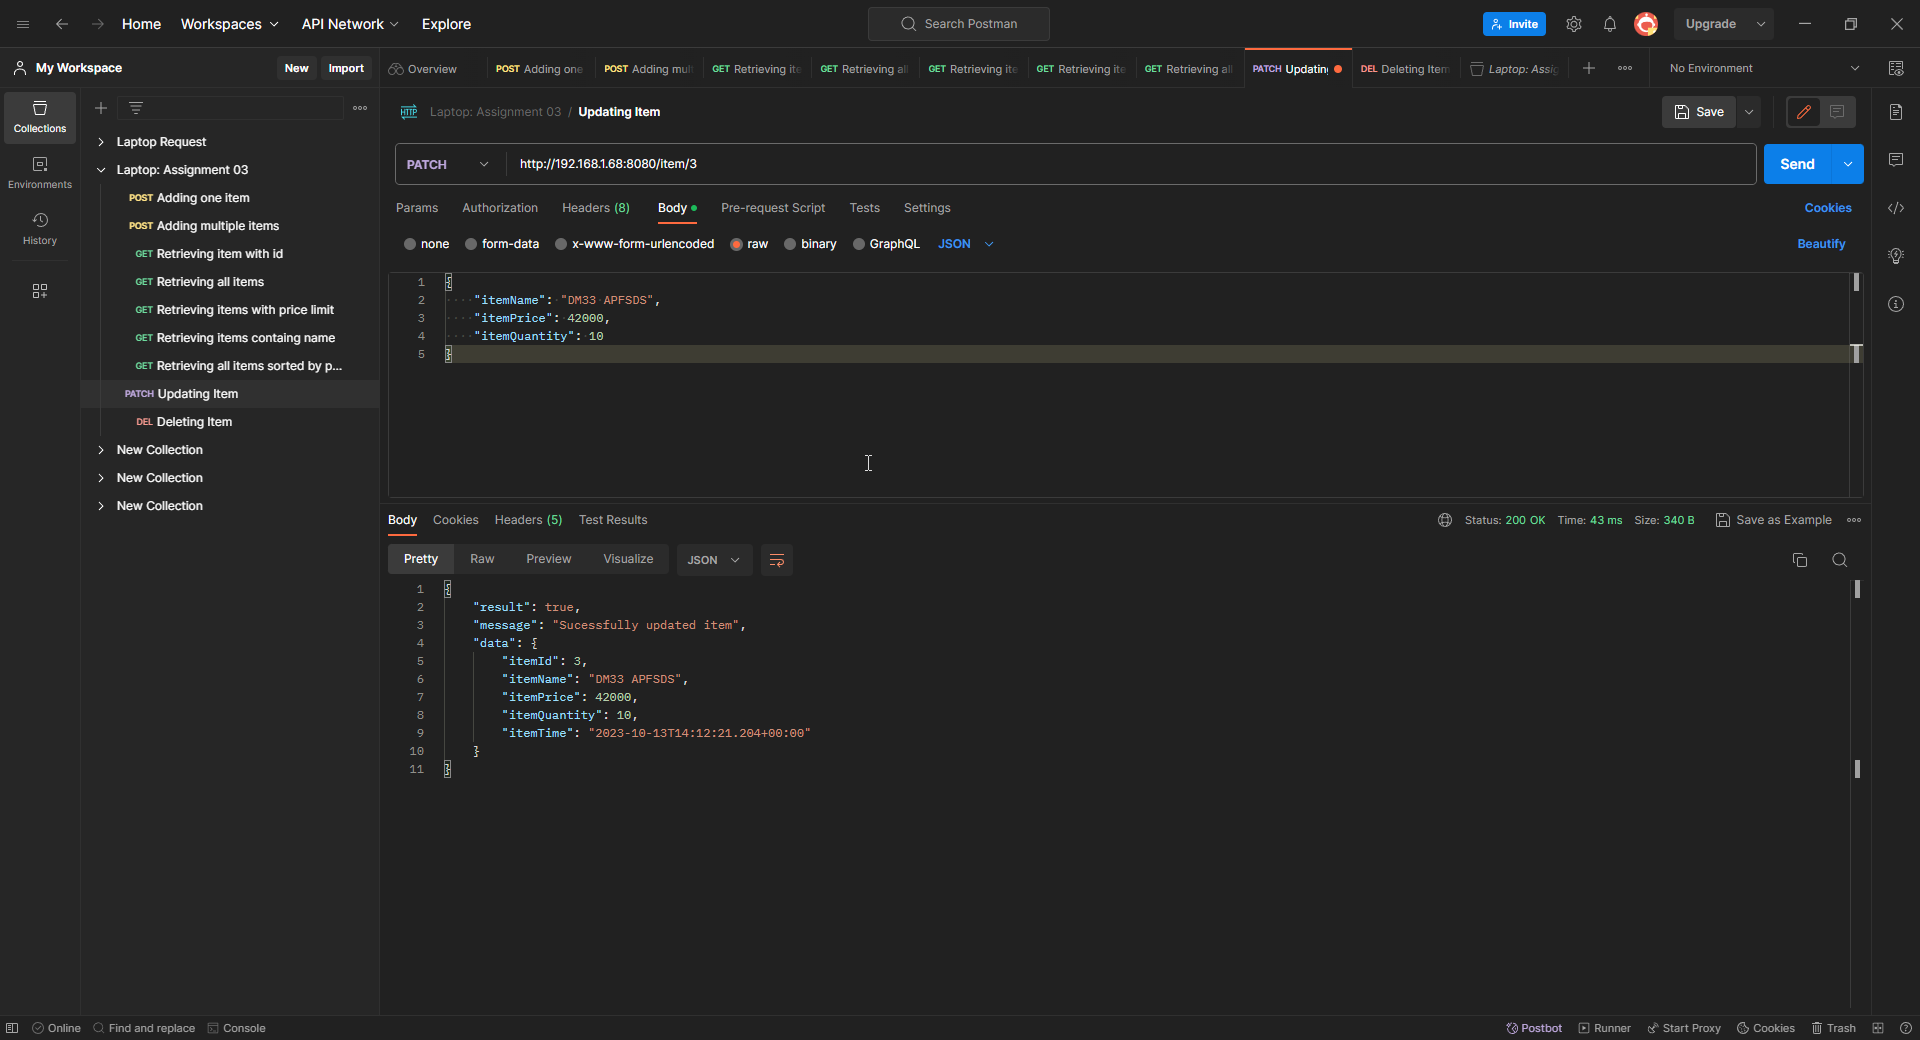 Home Workspaces API Network Explore Search Postman Invite Upgrade
My Workspace New Import Overview POST Adding one POST Adding mul GET Retrieving ite GET Retrieving al GET Retrieving ite GET Retrieving ite GET Retrieving al PATCH Updating DEL Deleting Item Laptop: Assig No Environment
Collections
Environments
History
Laptop Request
Laptop: Assignment 03
POST Adding one item
POST Adding multiple items
GET Retrieving item with id
GET Retrieving all items
GET Retrieving items with price limit
GET Retrieving items containg name
GET Retrieving all items sorted by p...
PATCH Updating Item
DEL Deleting Item
New Collection
New Collection
New Collection
HTTP Laptop: Assignment 03 / Updating Item Save
PATCH http://192.168.1.68:8080/item/3 Send
Params Authorization Headers (8) Body Pre-request Script Tests Settings Cookies
none form-data x-www-form-urlencoded raw binary GraphQL JSON Beautify
1 {
2 "itemName": "DM33 APFSDS",
3 "itemPrice": 42000,
4 "itemQuantity": 10
5 }
Body Cookies Headers (5) Test Results Status: 200 OK Time: 43 ms Size: 340 B Save as Example
Pretty Raw Preview Visualize JSON
1 {
2 "result": true,
3 "message": "Sucessfully updated item",
4 "data": {
5 "itemId": 3,
6 "itemName": "DM33 APFSDS",
7 "itemPrice": 42000,
8 "itemQuantity": 10,
9 "itemTime": "2023-10-13T14:12:21.204+00:00"
10 }
11 }
Online Find and replace Console Postbot Runner Start Proxy Cookies Trash